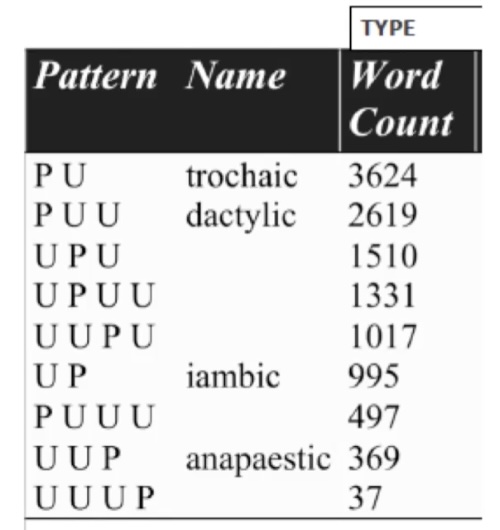 TYPE
Pattern Name Word
Count
P U trochaic 3624
P U U dactylic 2619
U P U 1510
U P U U 1331
U U P U 1017
U P iambic 995
P U U U 497
U U P anapaestic 369
U U U P 37